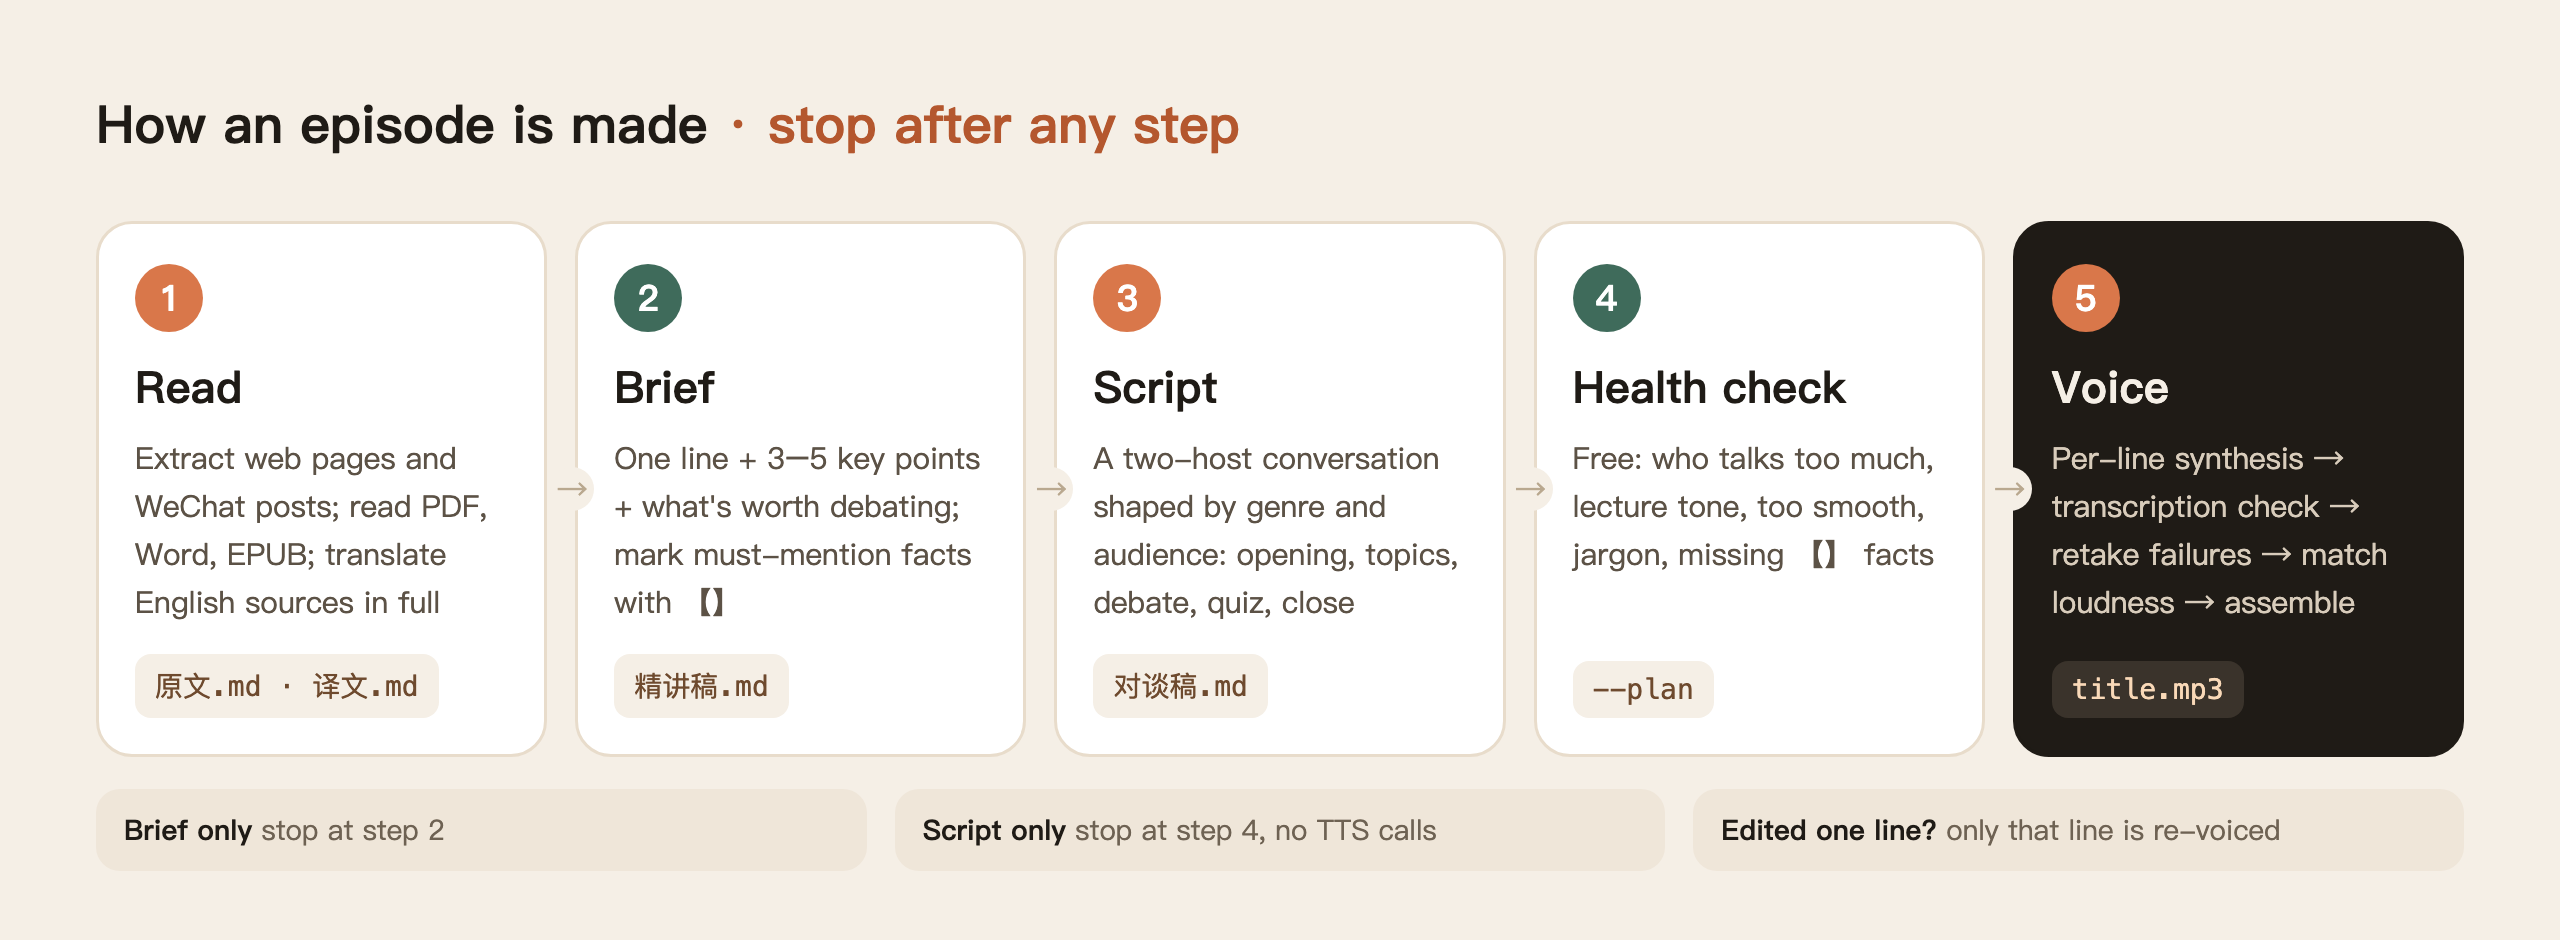 How an episode is made · stop after any step
1
Read
Extract web pages and
WeChat posts; read PDF,
Word, EPUB; translate
English sources in full
原文.md · 译文.md
→
2
Brief
One line + 3–5 key points
+ what's worth debating;
mark must-mention facts
with 【】
精讲稿.md
→
3
Script
A two-host conversation
shaped by genre and
audience: opening, topics,
debate, quiz, close
对谈稿.md
→
4
Health check
Free: who talks too much,
lecture tone, too smooth,
jargon, missing 【】 facts
--plan
→
5
Voice
Per-line synthesis →
transcription check →
retake failures → match
loudness → assemble
title.mp3
Brief only stop at step 2
Script only stop at step 4, no TTS calls
Edited one line? only that line is re-voiced